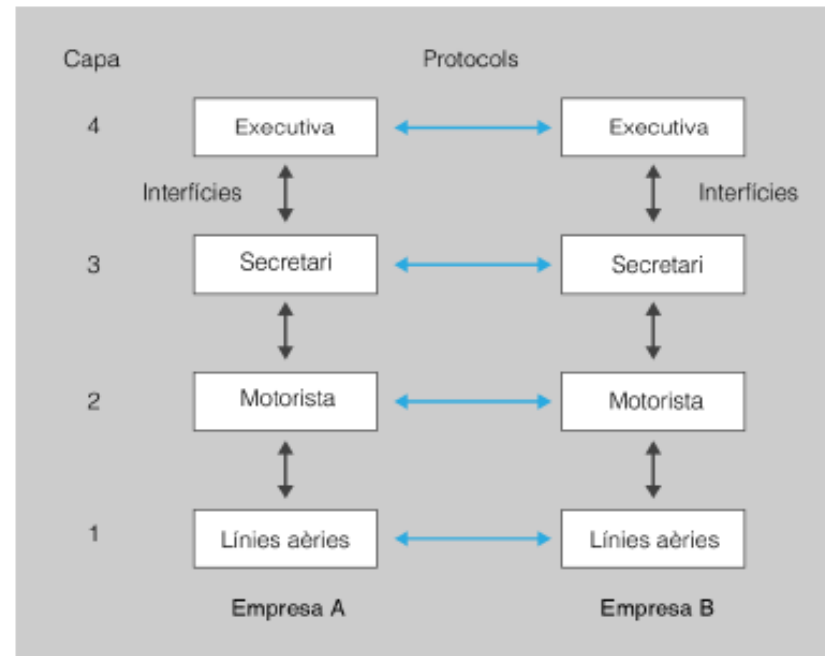 Capa Protocols
4 Executiva Executiva
Interfícies Interfícies
3 Secretari Secretari
2 Motorista Motorista
1 Línies aèries Línies aèries
Empresa A Empresa B